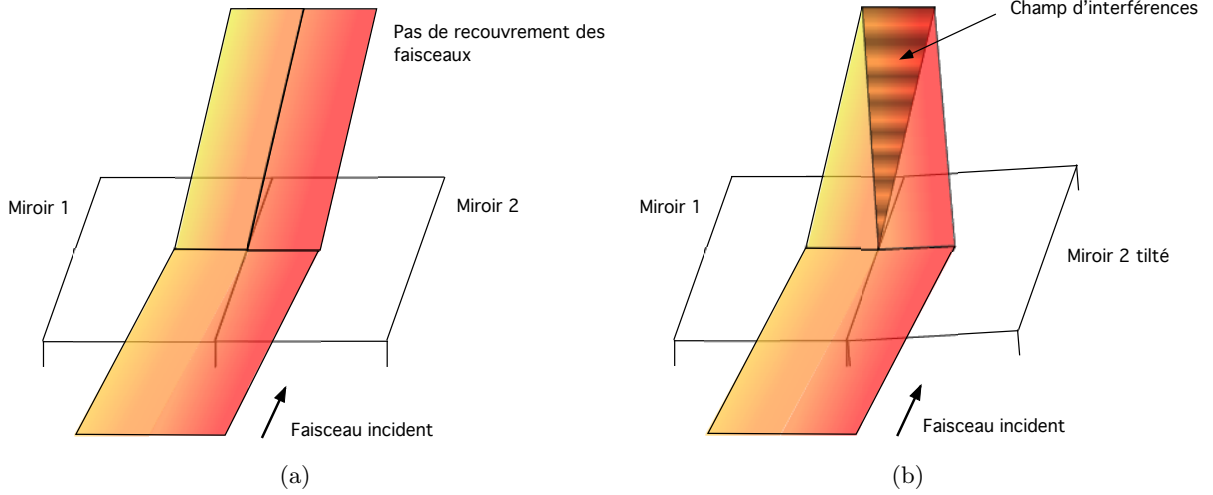 Pas de recouvrement des
faisceaux
Miroir 1
Miroir 2
Faisceau incident
(a)
Champ d'interférences
Miroir 1
Miroir 2 tilté
Faisceau incident
(b)